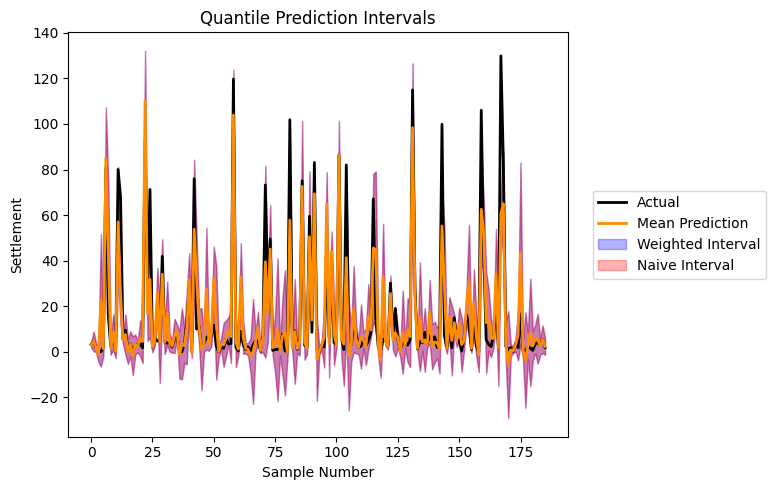 Quantile Prediction Intervals
140
120
100
80
60
40
20
0
−20
Settlement
0
25
50
75
100
125
150
175
Sample Number
Actual
Mean Prediction
Weighted Interval
Naive Interval